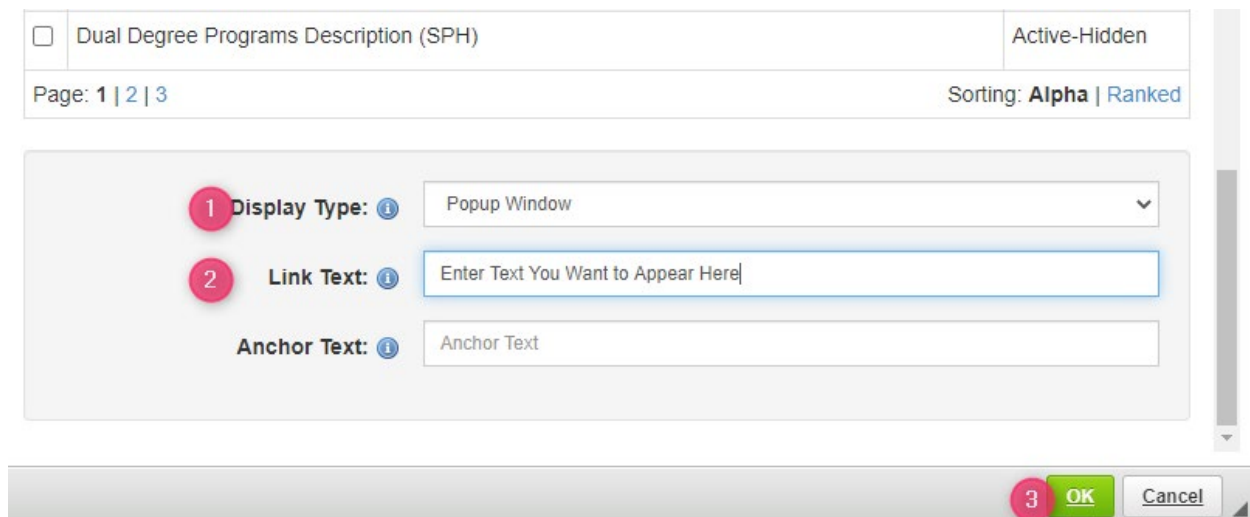 Dual Degree Programs Description (SPH) Active-Hidden
Page: 1 | 2 | 3 Sorting: Alpha | Ranked
1 Display Type: Popup Window
2 Link Text: Enter Text You Want to Appear Here
Anchor Text: Anchor Text
3 OK Cancel